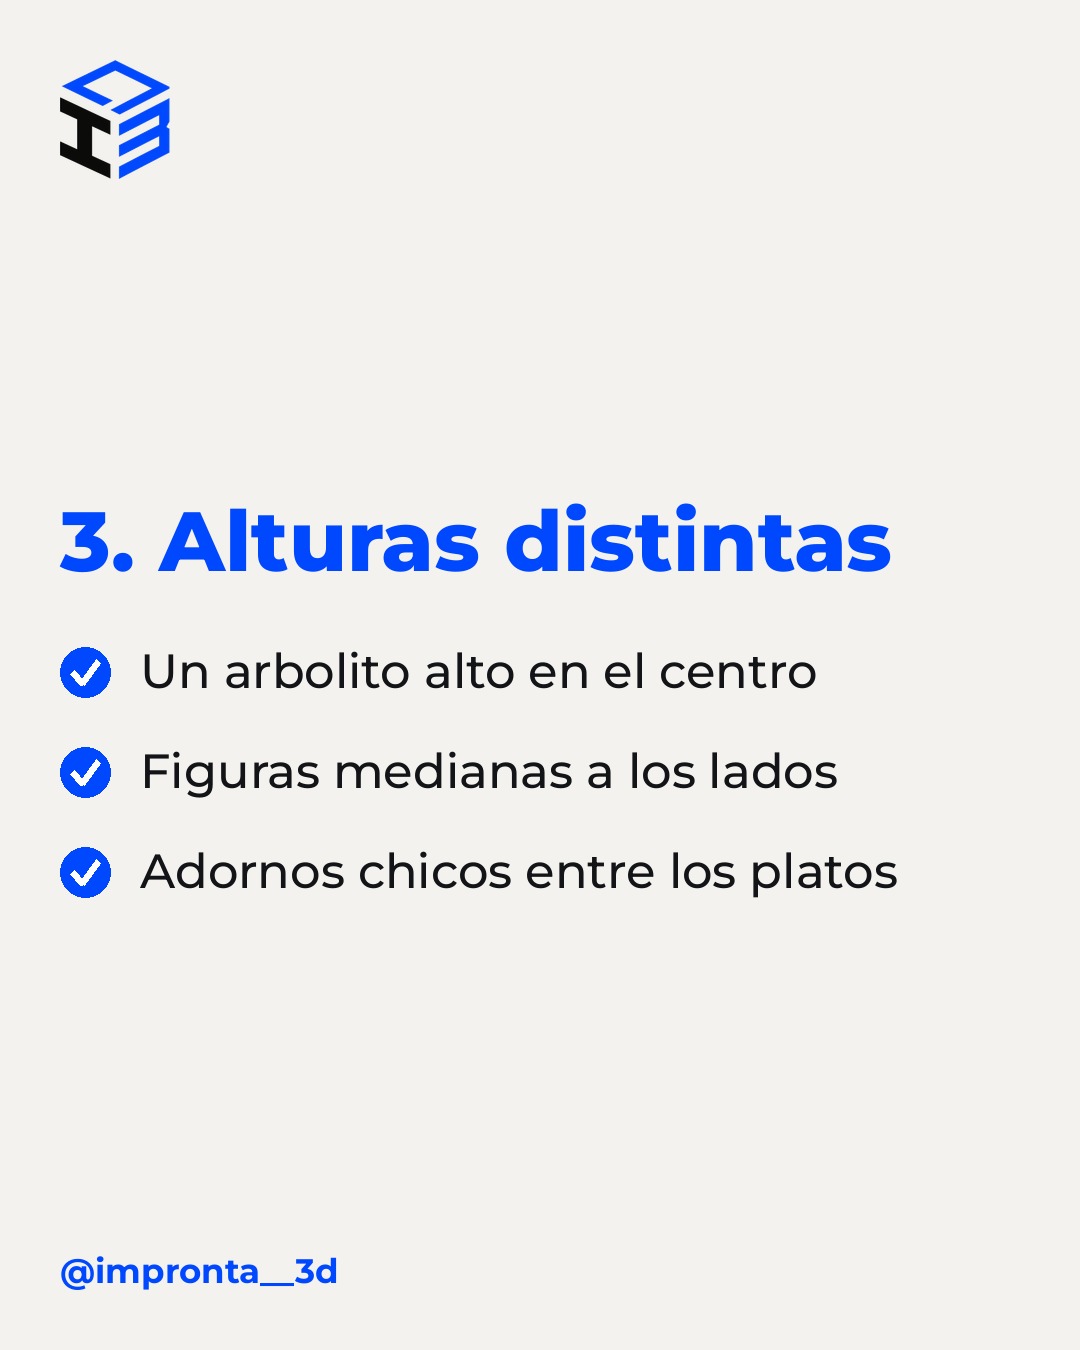 3. Alturas distintas
Un arbolito alto en el centro
Figuras medianas a los lados
Adornos chicos entre los platos
@impronta__3d